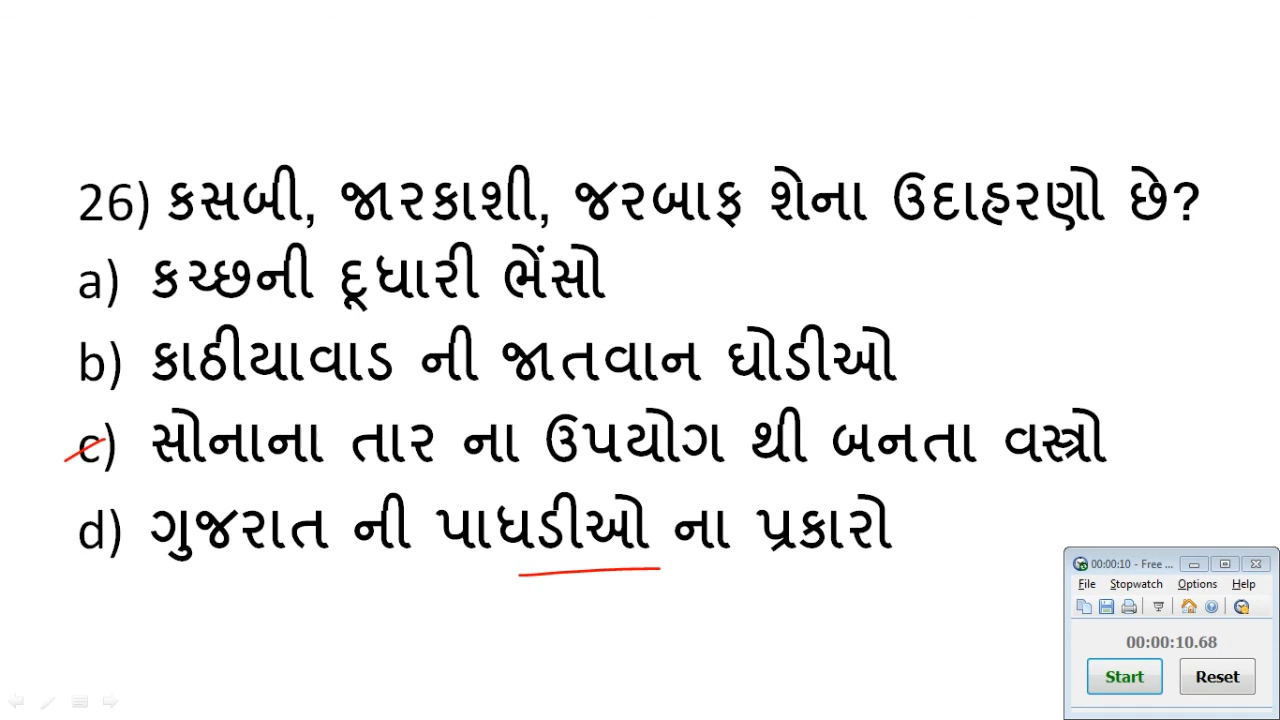 26) કસબી, જારકાશી, જરબાફ શેના ઉદાહરણો છે?
a) કચ્છની દૂધારી ભેંસો
b) કાઠીયાવાડ ની જાતવાન ઘોડીઓ
c) સોનાના તાર ના ઉપયોગ થી બનતા વસ્ત્રો
d) ગુજરાત ની પાઘડીઓ ના પ્રકારો
00:00:10 - Free ...
File Stopwatch Options Help
00:00:10.68
Start Reset